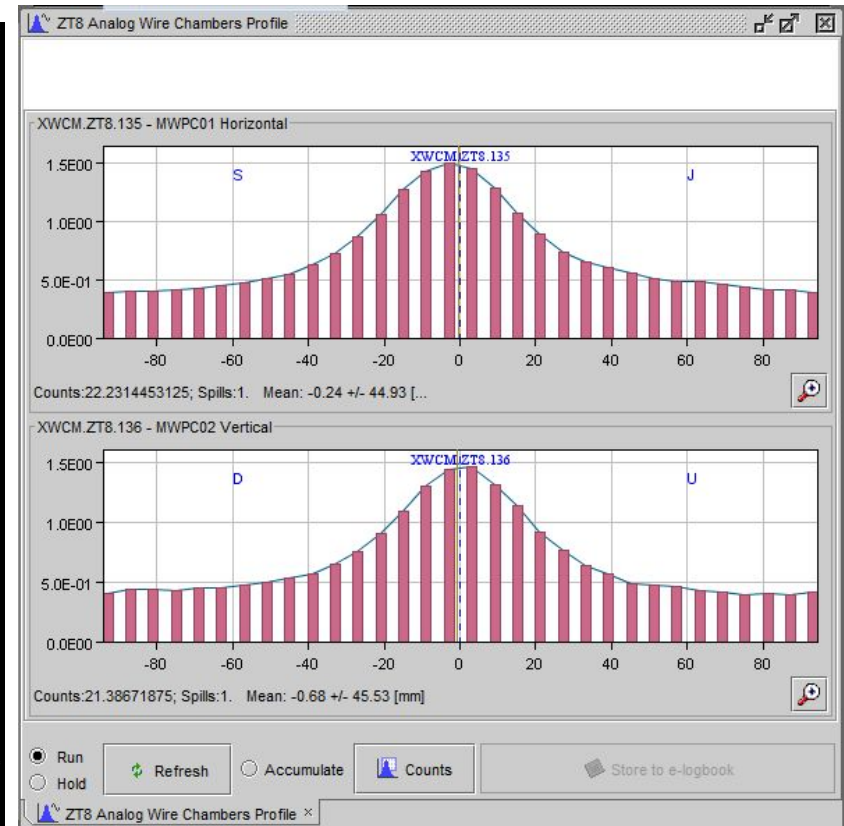 ZT8 Analog Wire Chambers Profile
XWCM.ZT8.135 - MWPC01 Horizontal
XWCM.ZT8.135
1.5E00
S
J
1.0E00
5.0E-01
0.0E00
-80 -60 -40 -20 0 20 40 60 80
Counts:22.2314453125; Spills:1. Mean: -0.24 +/- 44.93 [...
XWCM.ZT8.136 - MWPC02 Vertical
XWCM.ZT8.136
1.5E00
D
U
1.0E00
5.0E-01
0.0E00
-80 -60 -40 -20 0 20 40 60 80
Counts:21.38671875; Spills:1. Mean: -0.68 +/- 45.53 [mm]
Run
Hold
Refresh
Accumulate
Counts
Store to e-logbook
ZT8 Analog Wire Chambers Profile ×